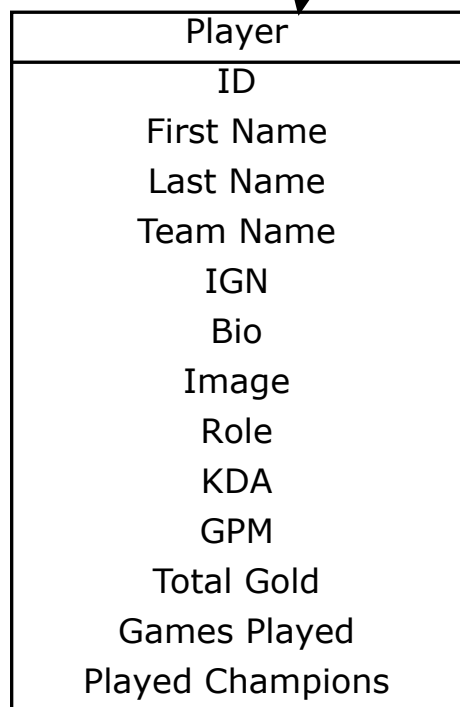 Player
ID
First Name
Last Name
Team Name
IGN
Bio
Image
Role
KDA
GPM
Total Gold
Games Played
Played Champions